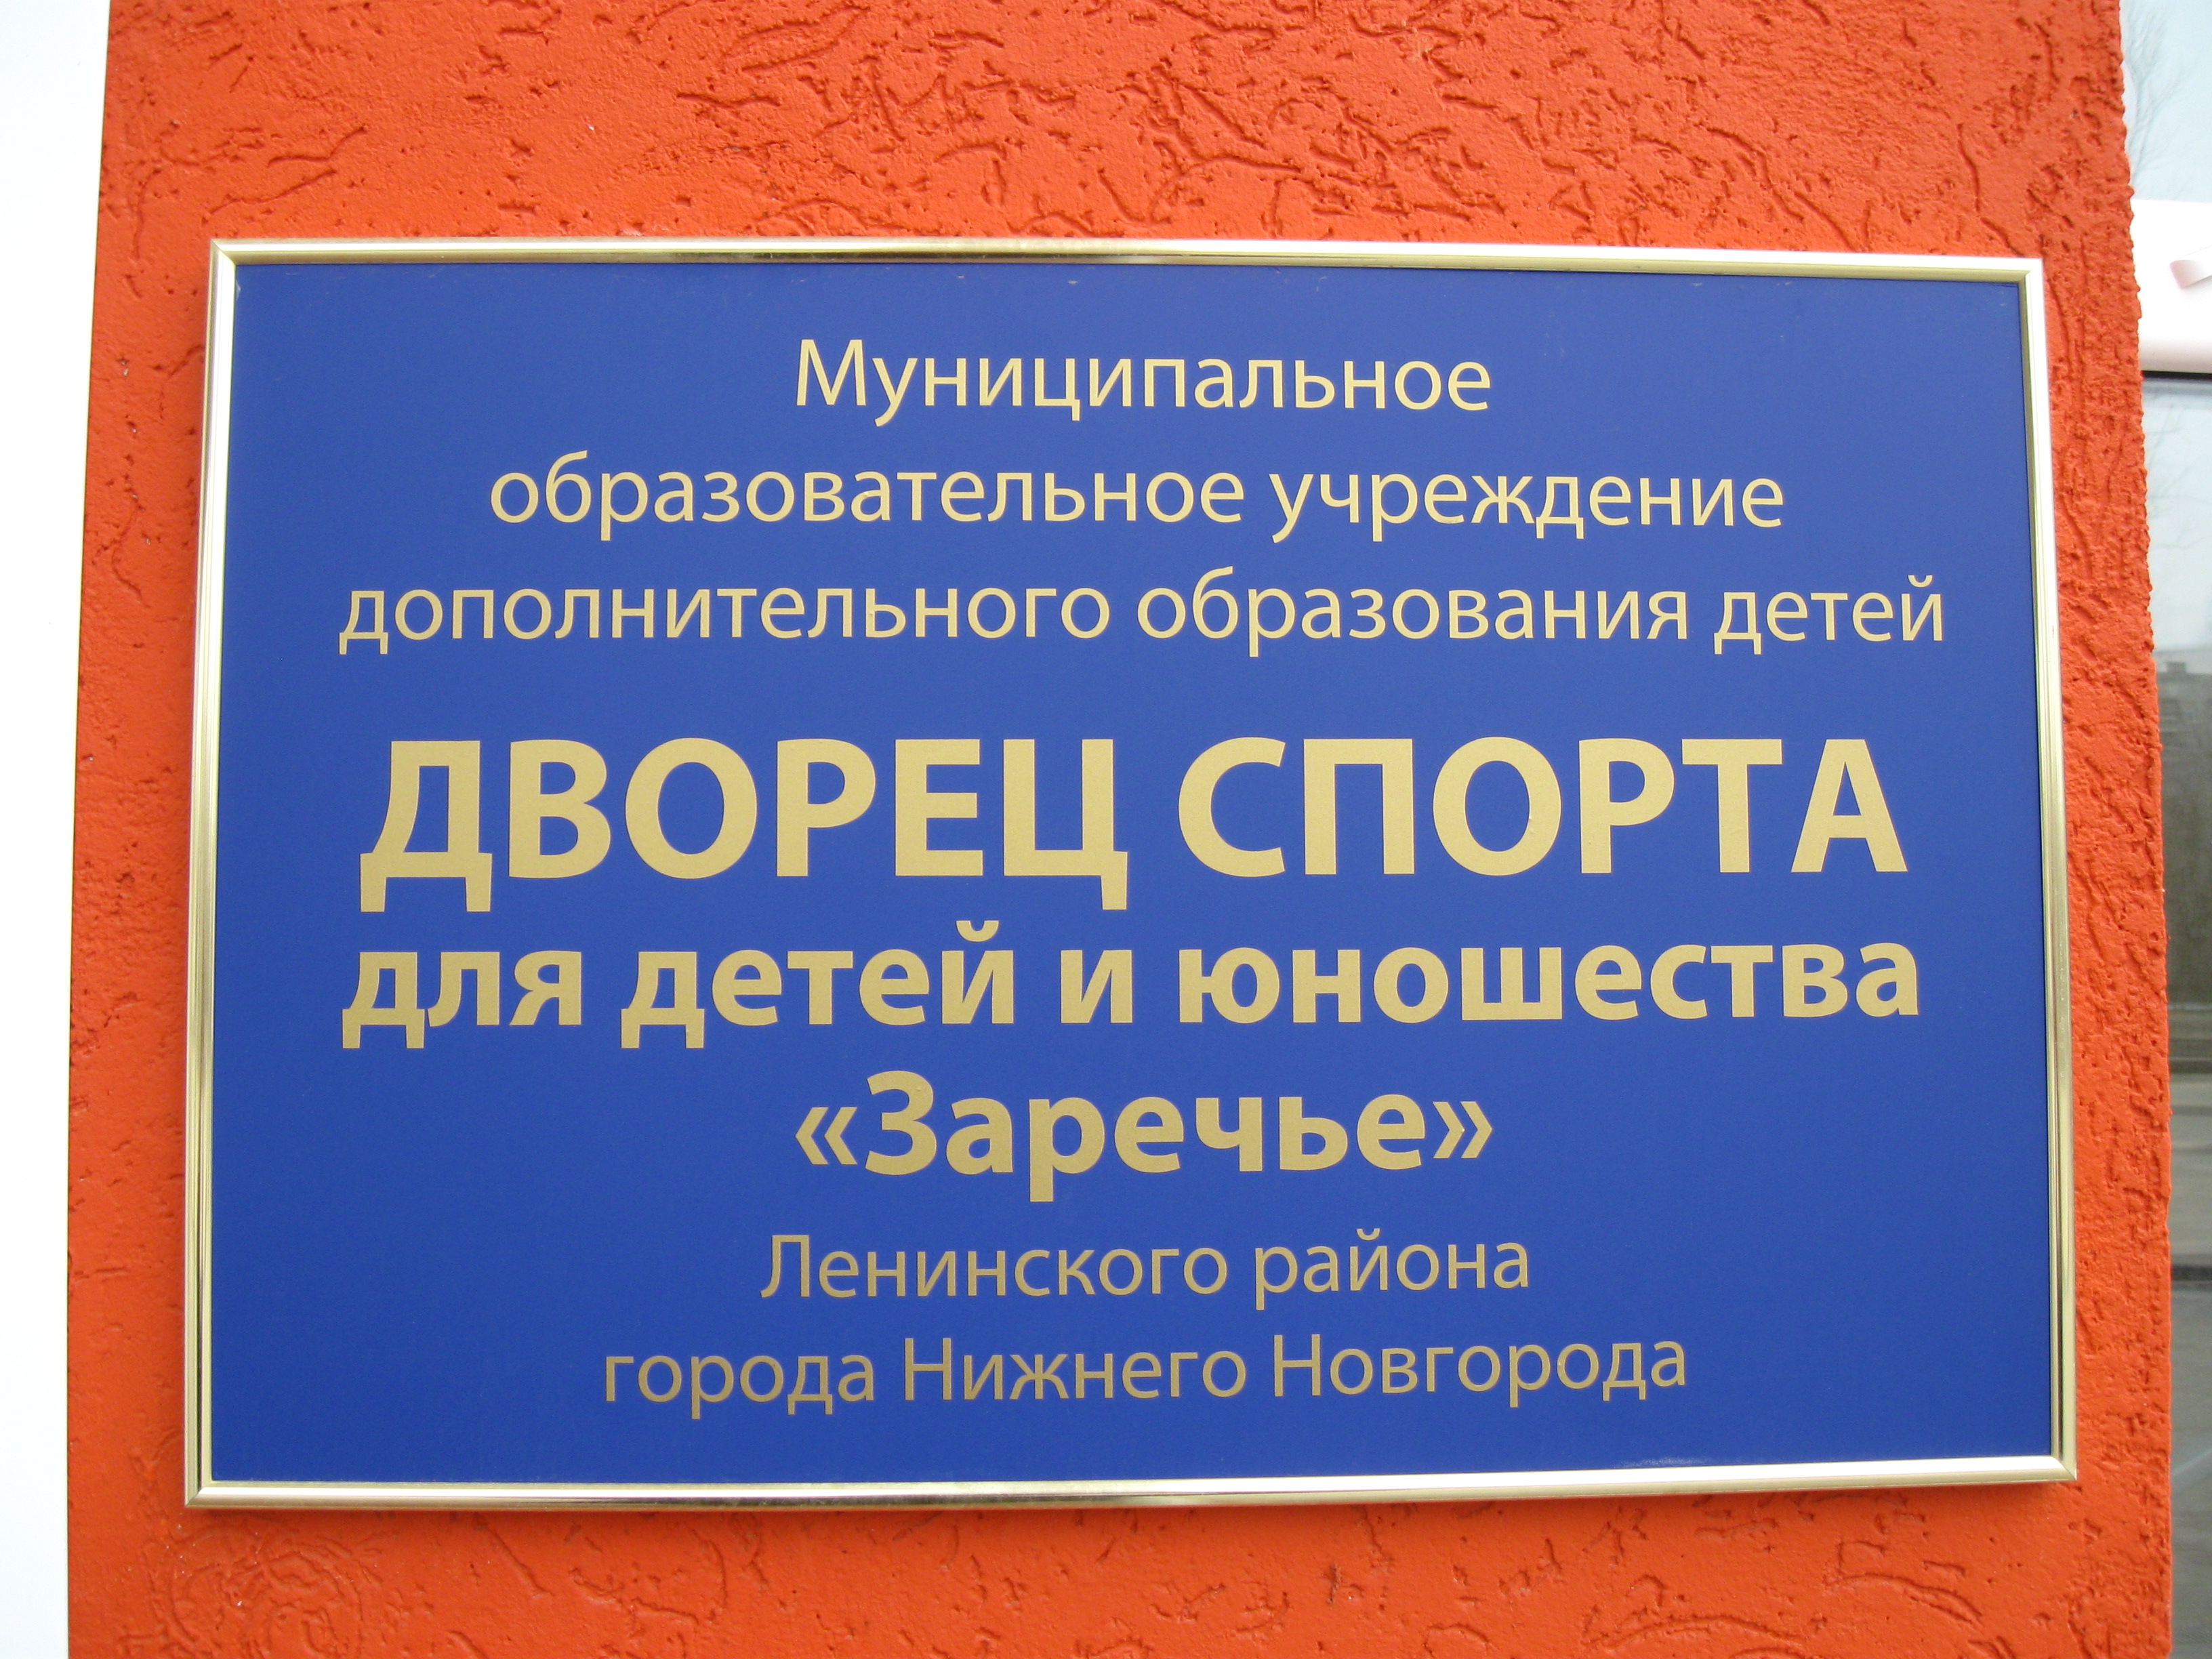 Муниципальное
образовательное учреждение
дополнительного образования детей
ДВОРЕЦ СПОРТА
для детей и юношества
«Заречье»
Ленинского района
города Нижнего Новгорода